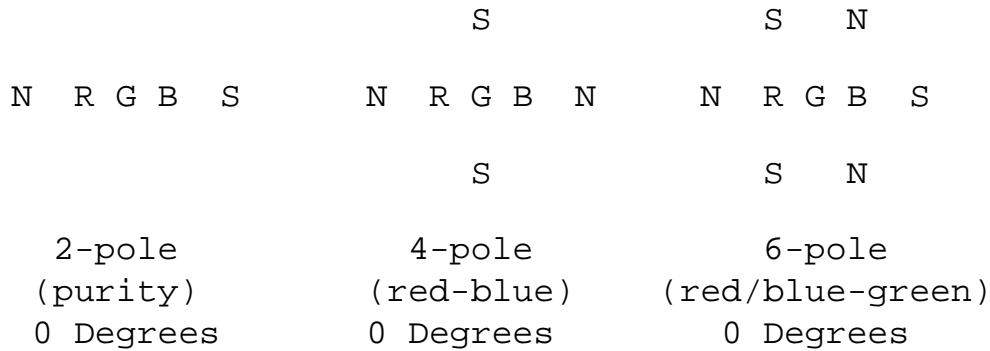 S S N
N R G B S N R G B N N R G B S
S S N
2-pole 4-pole 6-pole
(purity) (red-blue) (red/blue-green)
0 Degrees 0 Degrees 0 Degrees